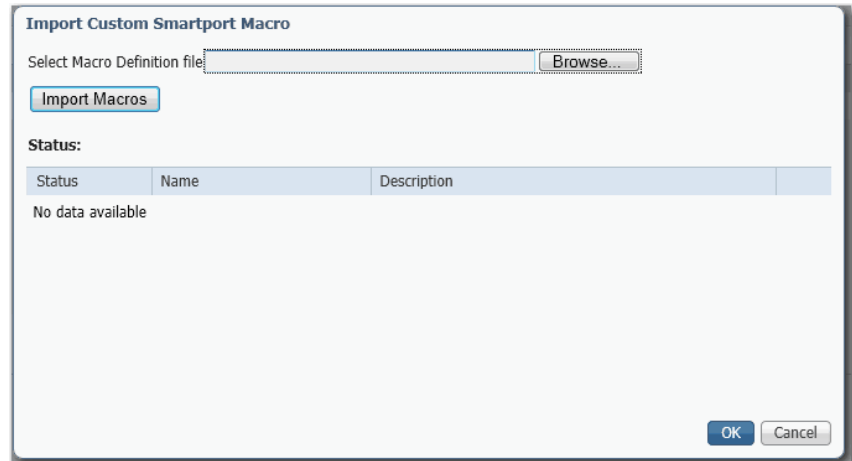 Import Custom Smartport Macro
Select Macro Definition file Browse...
Import Macros
Status:
Status Name Description
No data available
OK Cancel